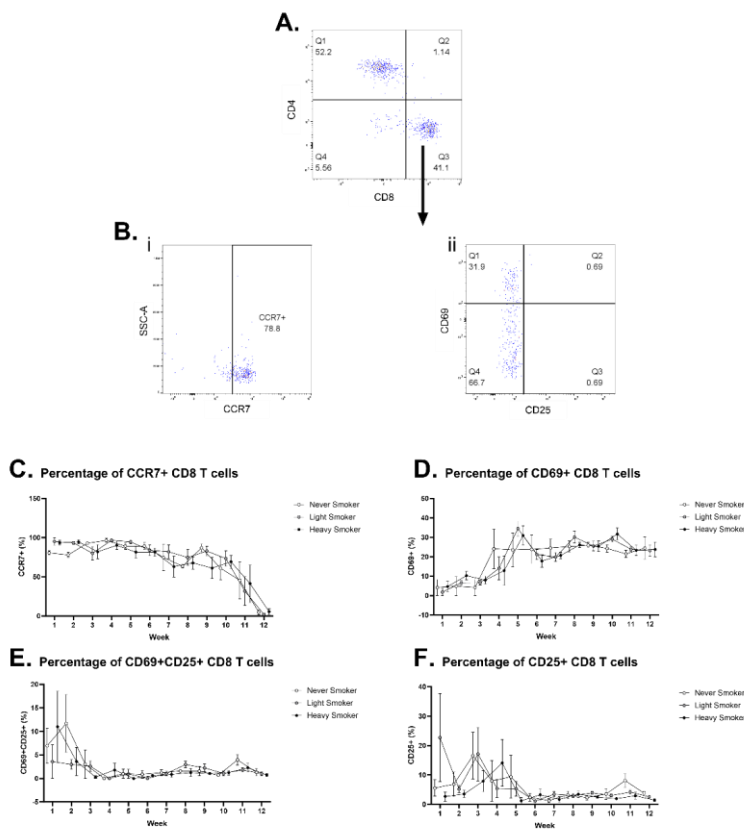 A.
Q1
52.2
Q2
1.14
CD4
Q4
5.56
Q3
41.1
CD8
B.
i
SSC-A
CCR7+
78.8
CCR7
ii
Q1
31.9
Q2
0.69
CD69
Q4
66.7
Q3
0.69
CD25
C. Percentage of CCR7+ CD8 T cells
CCR7+ (%)
100
50
0
1 2 3 4 5 6 7 8 9 10 11 12
Week
Never Smoker
Light Smoker
Heavy Smoker
D. Percentage of CD69+ CD8 T cells
CD69+ (%)
50
40
30
20
10
0
-10
1 2 3 4 5 6 7 8 9 10 11 12
Week
Never Smoker
Light Smoker
Heavy Smoker
E. Percentage of CD69+CD25+ CD8 T cells
CD69+CD25+ (%)
20
15
10
5
0
-5
1 2 3 4 5 6 7 8 9 10 11 12
Week
Never Smoker
Light Smoker
Heavy Smoker
F. Percentage of CD25+ CD8 T cells
CD25+ (%)
40
30
20
10
0
1 2 3 4 5 6 7 8 9 10 11 12
Week
Never Smoker
Light Smoker
Heavy Smoker